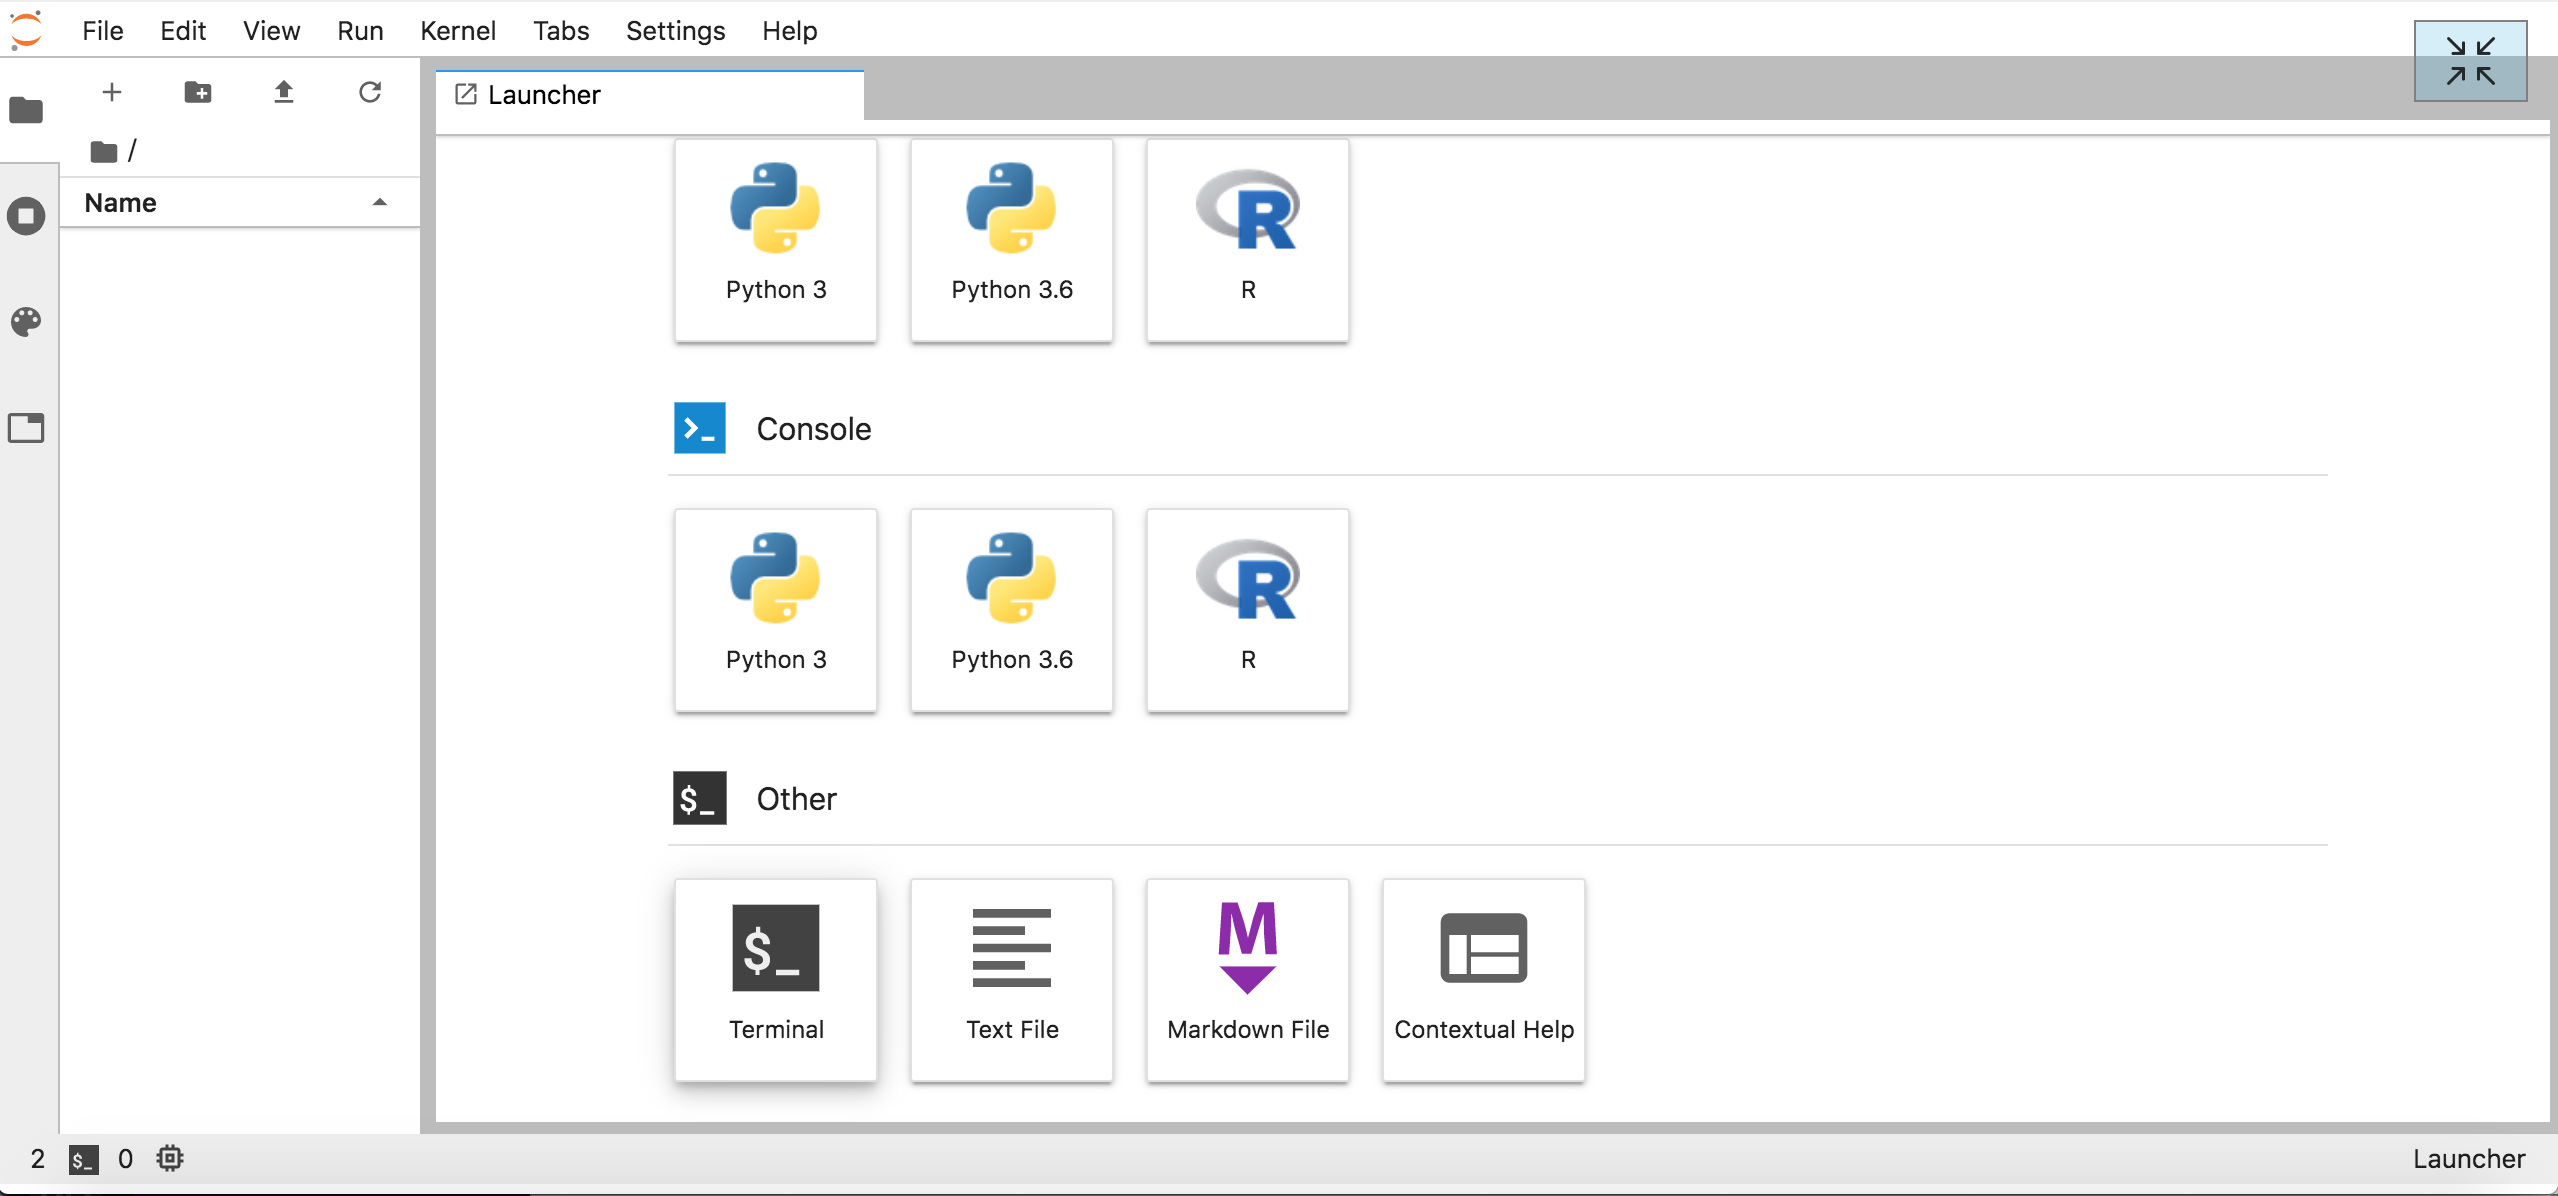 File Edit View Run Kernel Tabs Settings Help
Launcher
/
Name
Python 3 Python 3.6 R
Console
Python 3 Python 3.6 R
$_ Other
$_ M
Terminal Text File Markdown File Contextual Help
2 $_ 0 Launcher